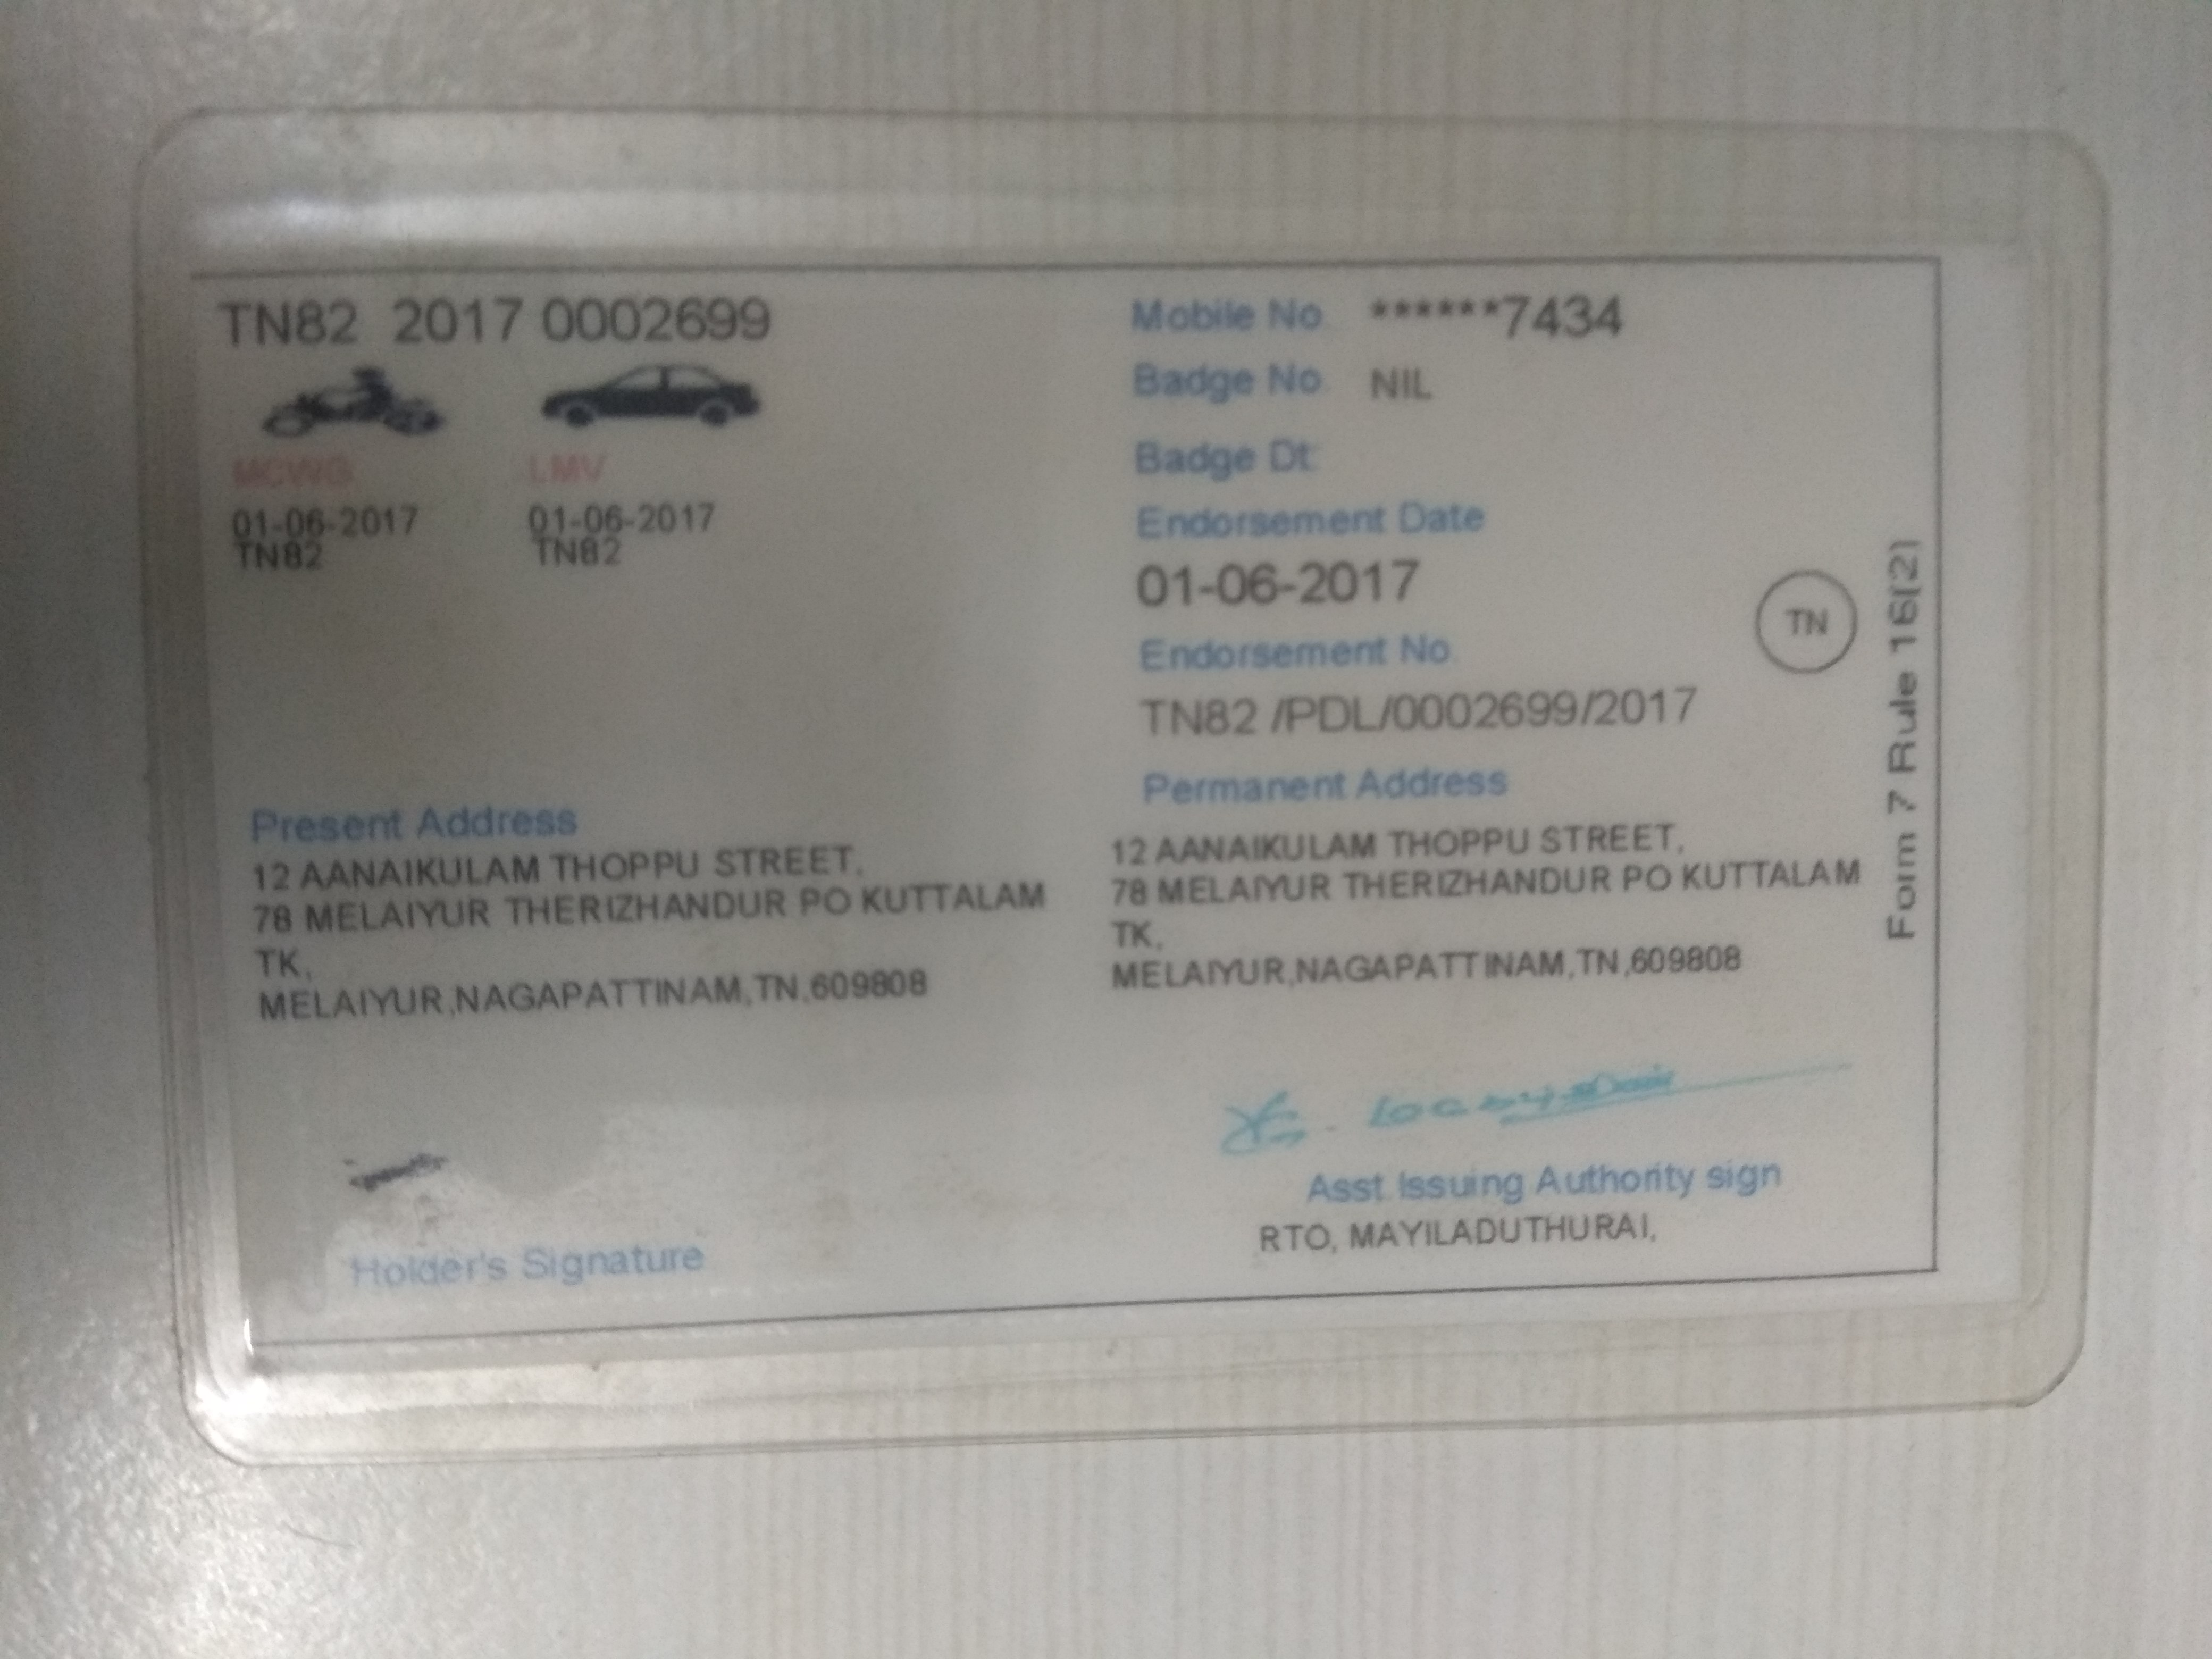 TN82 2017 0002699
MCWG
01-06-2017
TN82
LMV
01-06-2017
TN82
Mobile No ******7434
Badge No NIL
Badge Dt:
Endorsement Date
01-06-2017
Endorsement No.
TN82 /PDL/0002699/2017
TN
Form 7 Rule 16(2)
Present Address
12 AANAIKULAM THOPPU STREET,
78 MELAIYUR THERIZHANDUR PO KUTTALAM
TK,
MELAIYUR,NAGAPATTINAM,TN,609808
Permanent Address
12 AANAIKULAM THOPPU STREET,
78 MELAIYUR THERIZHANDUR PO KUTTALAM
TK,
MELAIYUR,NAGAPATTINAM,TN,609808
Holder's Signature
Asst. Issuing Authority sign
RTO, MAYILADUTHURAI,